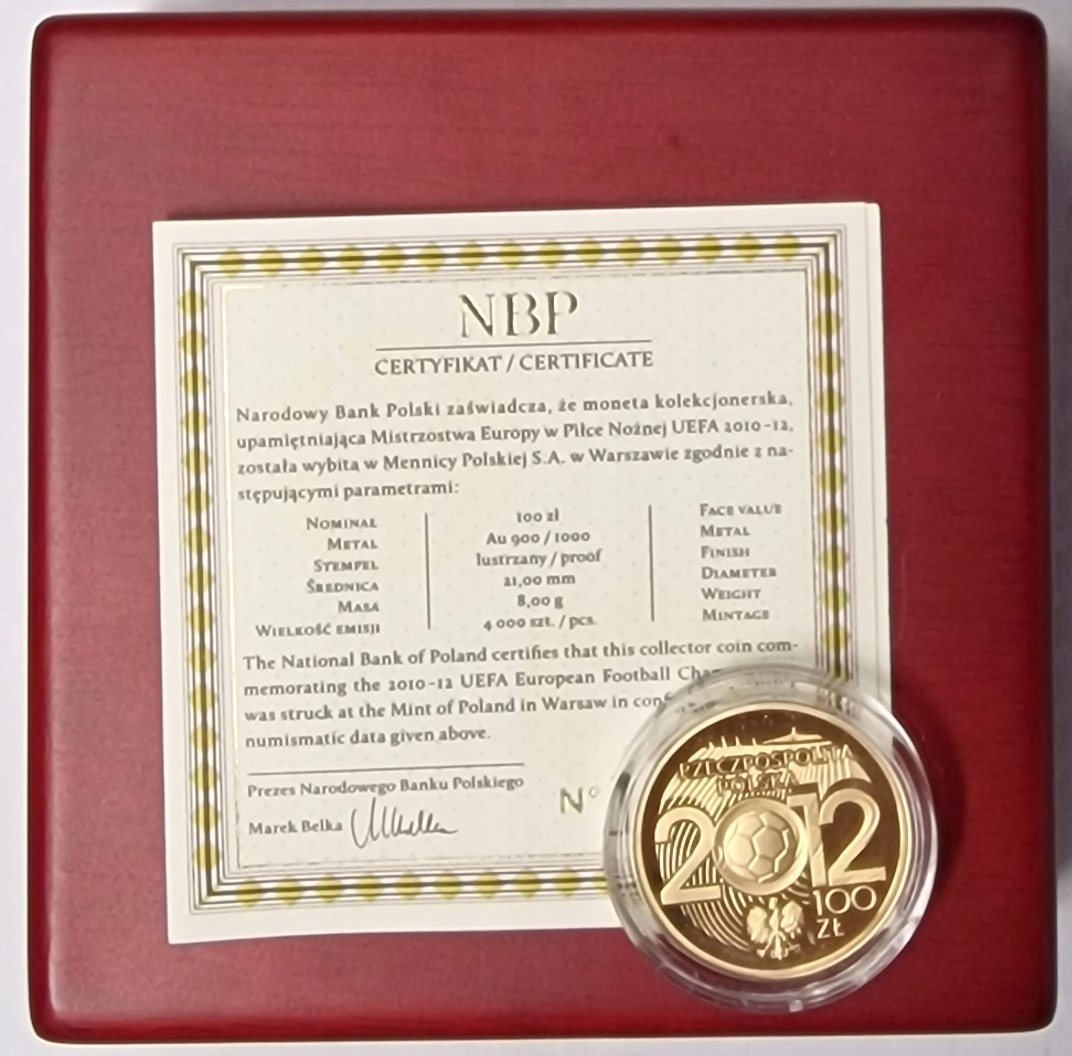 NBP
CERTYFIKAT / CERTIFICATE
Narodowy Bank Polski zaświadcza, że moneta kolekcjonerska,
upamiętniająca Mistrzostwa Europy w Piłce Nożnej UEFA 2010-12,
została wybita w Mennicy Polskiej S.A. w Warszawie zgodnie z na-
stępującymi parametrami:
NOMINAŁ 100 zł FACE VALUE
METAL Au 900 / 1000 METAL
STEMPEL lustrzany / proof FINISH
ŚREDNICA 21,00 mm DIAMETER
MASA 8,00 g WEIGHT
WIELKOŚĆ EMISJI 4 000 szt. / pcs. MINTAGE
The National Bank of Poland certifies that this collector coin com-
memorating the 2010-12 UEFA European Football
was struck at the Mint of Poland in Warsaw in
numismatic data given above.
Prezes Narodowego Banku Polskiego
Marek Belka
N°
RZECZPOSPOLITA
POLSKA
2012
100
ZŁ